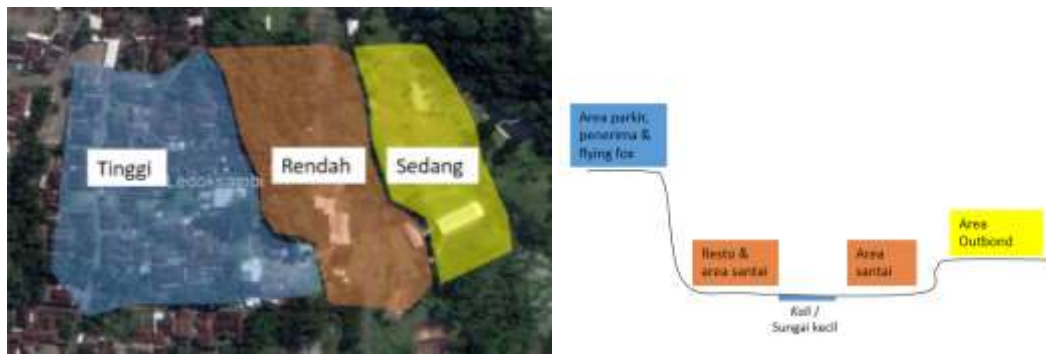 Tinggi
Rendah
Sedang
Area parkir,
penerima &
flying fox
Resto &
area santai
Area
santai
Area
Outbond
Kali /
Sungai kecil